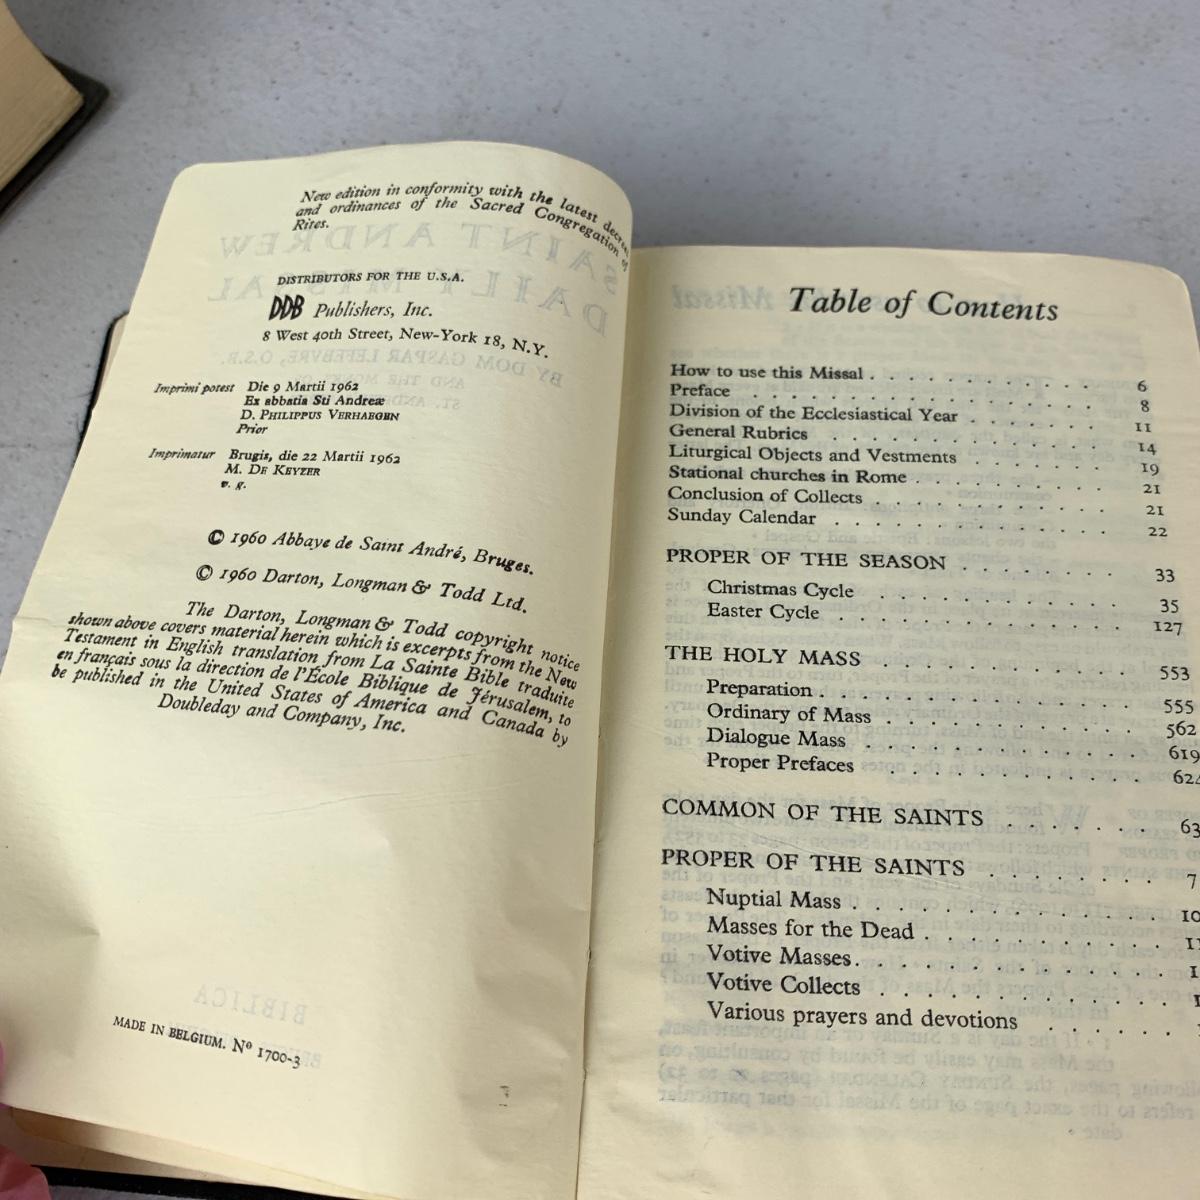 New edition in conformity with the latest decrees
and ordinances of the Sacred Congregation of
Rites.
DISTRIBUTORS FOR THE U.S.A.
DDB Publishers, Inc.
8 West 40th Street, New-York 18, N.Y.
Imprimi potest Die 9 Martii 1962
Ex abbatia Sti Andreæ
D. PHILIPPUS VERHAEGEN
Prior
Imprimatur Brugis, die 22 Martii 1962
M. DE KEYZER
v. g.
© 1960 Abbaye de Saint André, Bruges.
© 1960 Darton, Longman & Todd Ltd.
The Darton, Longman & Todd copyright notice
shown above covers material herein which is excerpts from the New
Testament in English translation from La Sainte Bible traduite
en français sous la direction de l'École Biblique de Jérusalem, to
be published in the United States of America and Canada by
Doubleday and Company, Inc.
MADE IN BELGIUM. Nº 1700-3
Table of Contents
How to use this Missal . . . . . . . . . . . 6
Preface . . . . . . . . . . . . . . . . 8
Division of the Ecclesiastical Year . . . . . . . 11
General Rubrics . . . . . . . . . . . . . 14
Liturgical Objects and Vestments . . . . . . . 19
Stational churches in Rome . . . . . . . . . 21
Conclusion of Collects . . . . . . . . . . . 21
Sunday Calendar . . . . . . . . . . . . 22
PROPER OF THE SEASON . . . . . . . . 33
Christmas Cycle . . . . . . . . . . . 35
Easter Cycle . . . . . . . . . . . . . 127
THE HOLY MASS . . . . . . . . . . . 553
Preparation . . . . . . . . . . . . . . 555
Ordinary of Mass . . . . . . . . . . . 562
Dialogue Mass . . . . . . . . . . . . 619
Proper Prefaces . . . . . . . . . . . . 624
COMMON OF THE SAINTS . . . . . . . 63
PROPER OF THE SAINTS . . . . . . . . 7
Nuptial Mass . . . . . . . . . . . . . 10
Masses for the Dead . . . . . . . . . . 11
Votive Masses . . . . . . . . . . . . . 1
Votive Collects . . . . . . . . . . . . 1
Various prayers and devotions . . . . . .